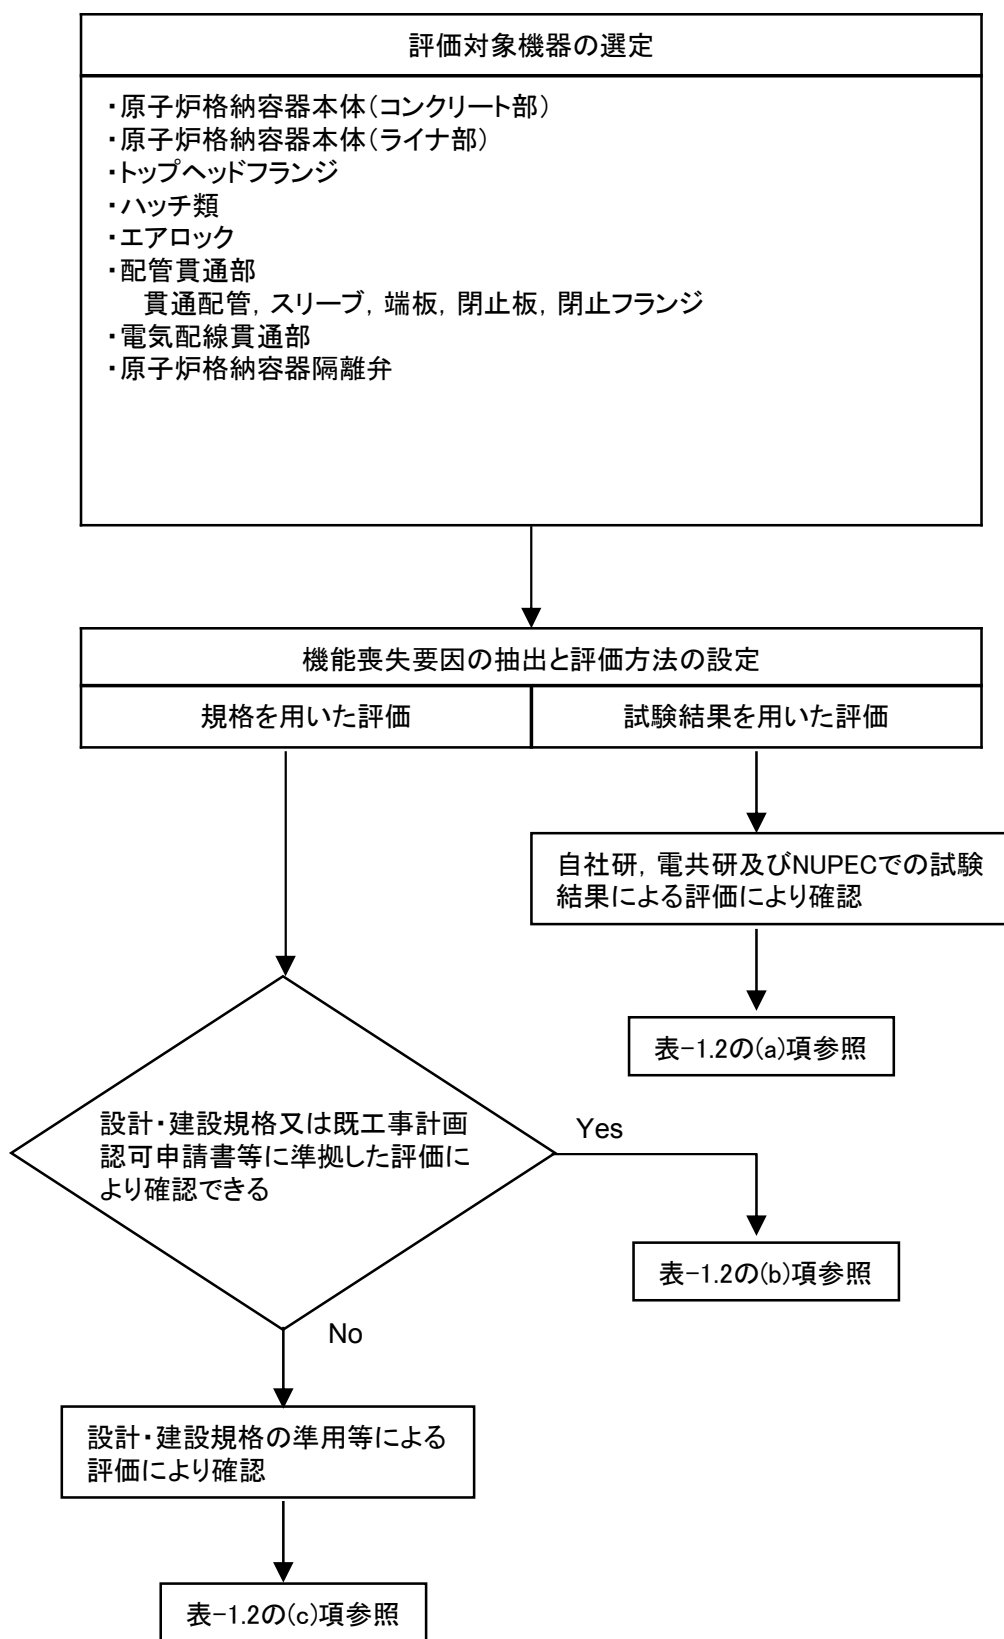 評価対象機器の選定
・原子炉格納容器本体(コンクリート部)
・原子炉格納容器本体(ライナ部)
・トップヘッドフランジ
・ハッチ類
・エアロック
・配管貫通部
貫通配管, スリーブ, 端板, 閉止板, 閉止フランジ
・電気配線貫通部
・原子炉格納容器隔離弁
機能喪失要因の抽出と評価方法の設定
規格を用いた評価
試験結果を用いた評価
自社研, 電共研及びNUPECでの試験
結果による評価により確認
表-1.2の(a)項参照
設計・建設規格又は既工事計画
認可申請書等に準拠した評価に
より確認できる
Yes
表-1.2の(b)項参照
No
設計・建設規格の準用等による
評価により確認
表-1.2の(c)項参照